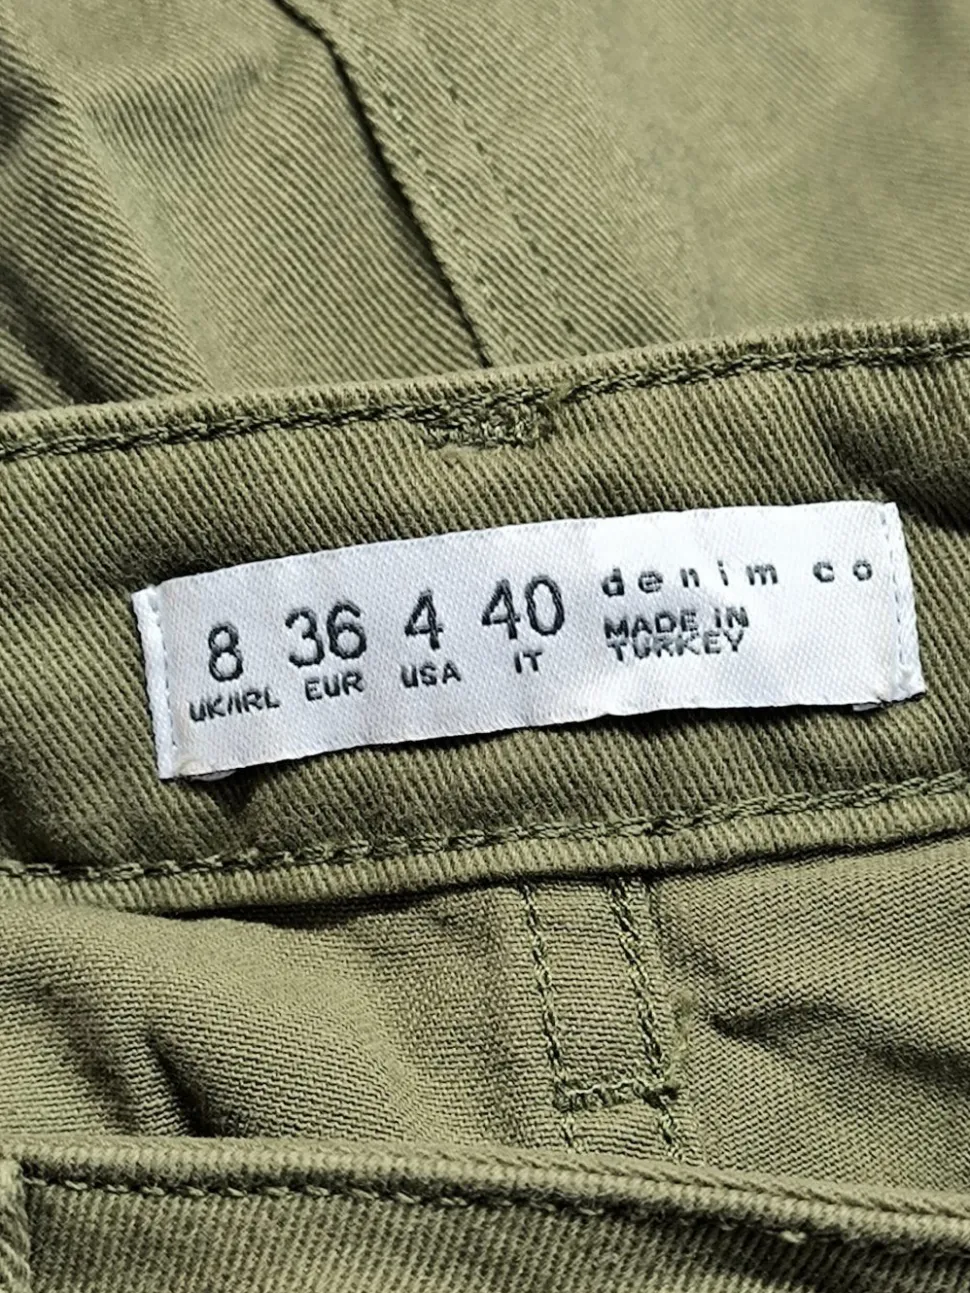 8 36 4 40
UK/IRL EUR USA IT
denim co
MADE IN
TURKEY